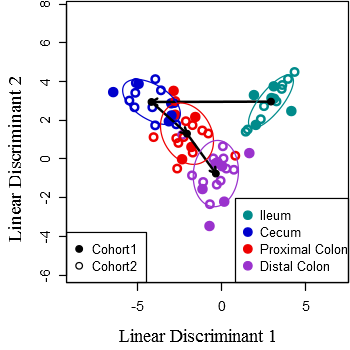 8
6
4
2
0
-2
-4
-6
Linear Discriminant 2
Cohort1
Cohort2
Ileum
Cecum
Proximal Colon
Distal Colon
-5
0
5
Linear Discriminant 1